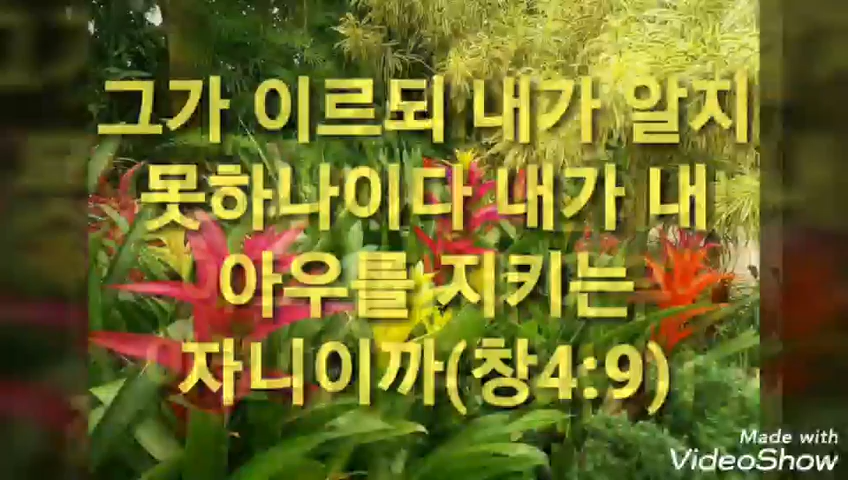 그가 이르되 내가 알지
못하나이다 내가 내
아우를 지키는
자니이까(창4:9)
Made with
VideoShow